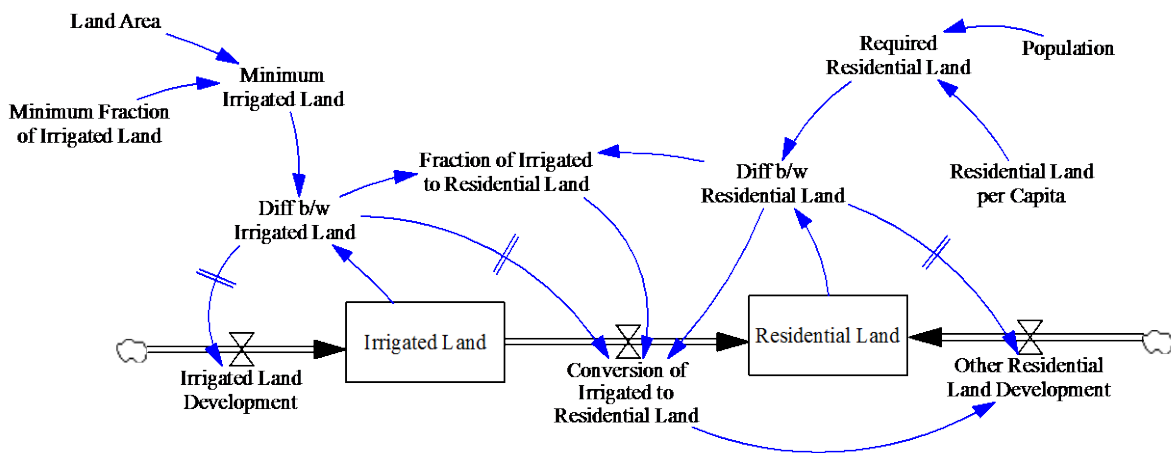 Land Area
Required
Residential Land
Population
Minimum
Irrigated Land
Minimum Fraction
of Irrigated Land
Fraction of Irrigated
to Residential Land
Diff b/w
Residential Land
Residential Land
per Capita
Diff b/w
Irrigated Land
Irrigated Land
Residential Land
Irrigated Land
Development
Conversion of
Irrigated to
Residential Land
Other Residential
Land Development